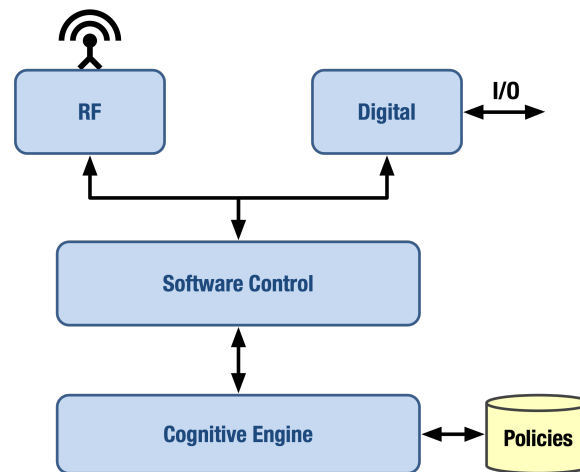 RF
Digital
I/O
Software Control
Cognitive Engine
Policies